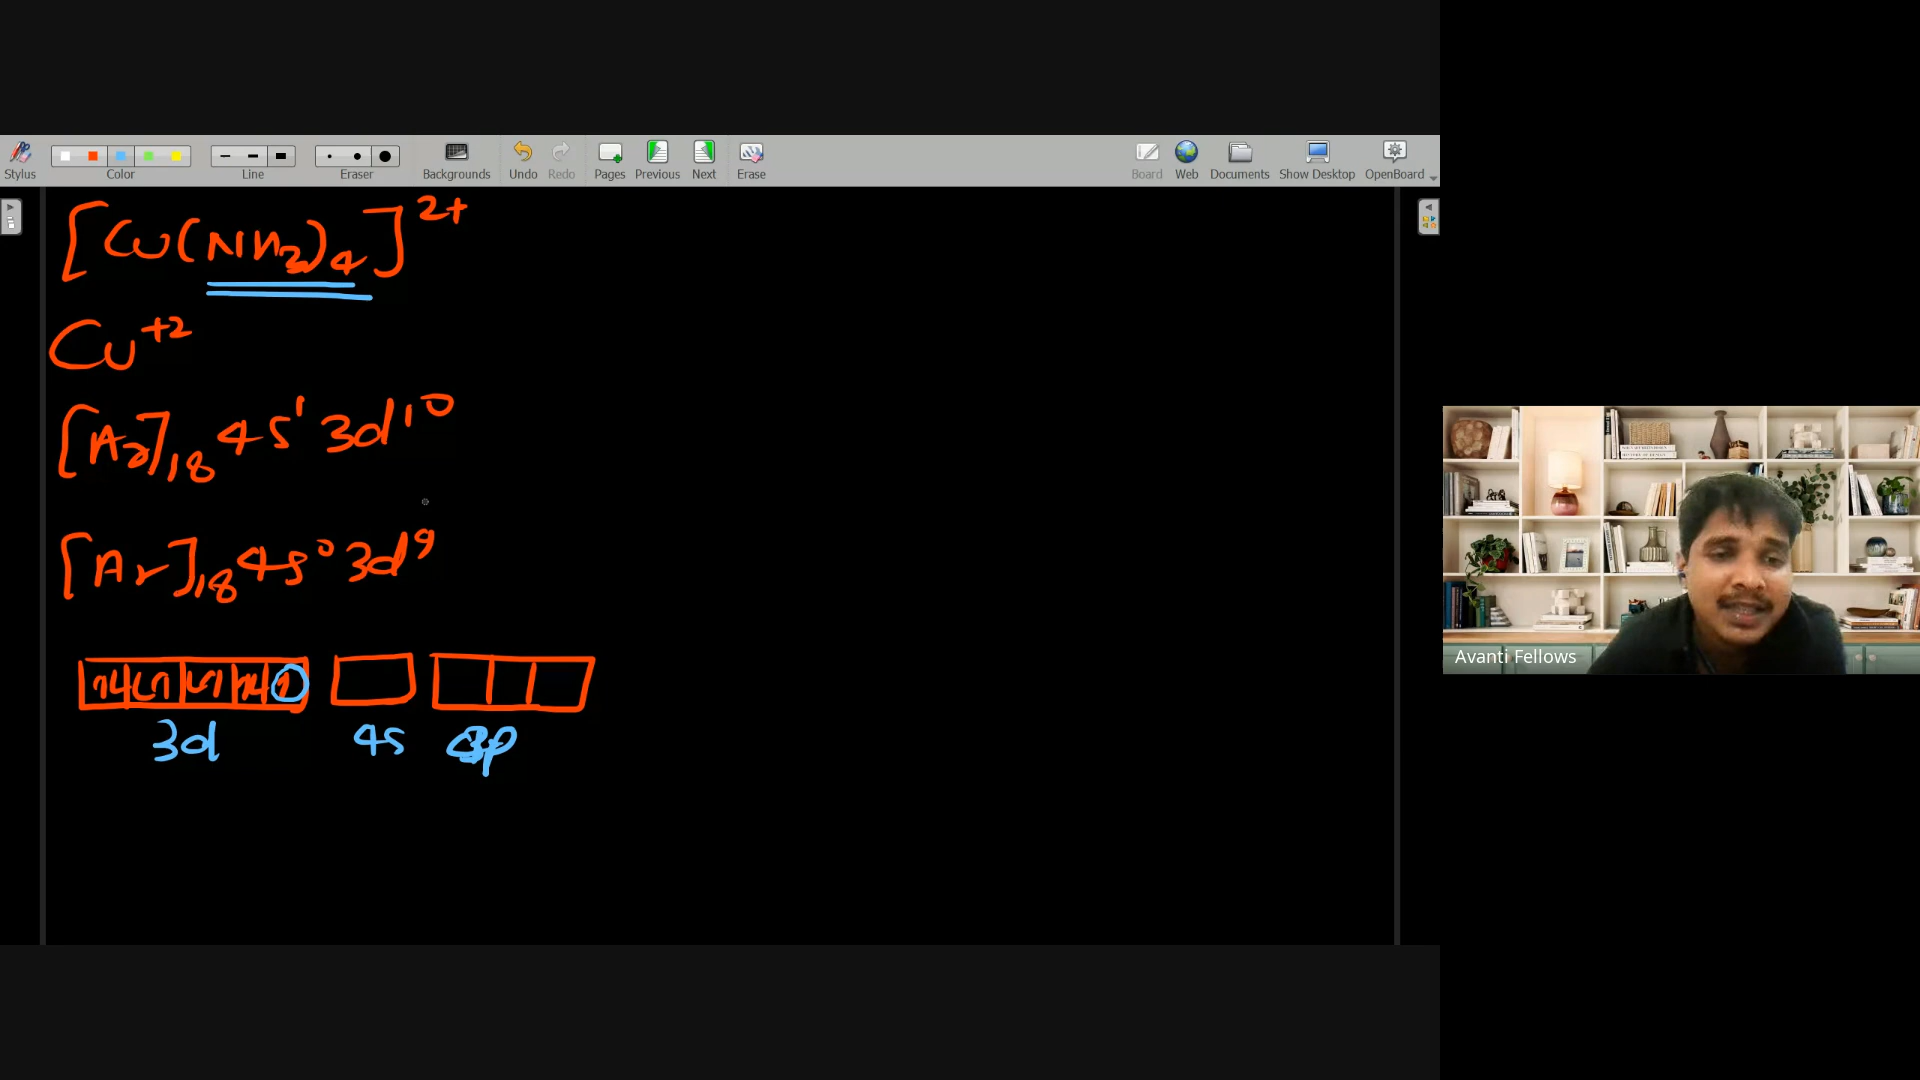 Stylus Color Line Eraser Backgrounds Undo Redo Pages Previous Next Erase Board Web Documents Show Desktop OpenBoard
[Cu(NH3)4]2+
Cu+2
[Ar]18 4s1 3d10
[Ar]18 4s0 3d9
3d 4s
Avanti Fellows